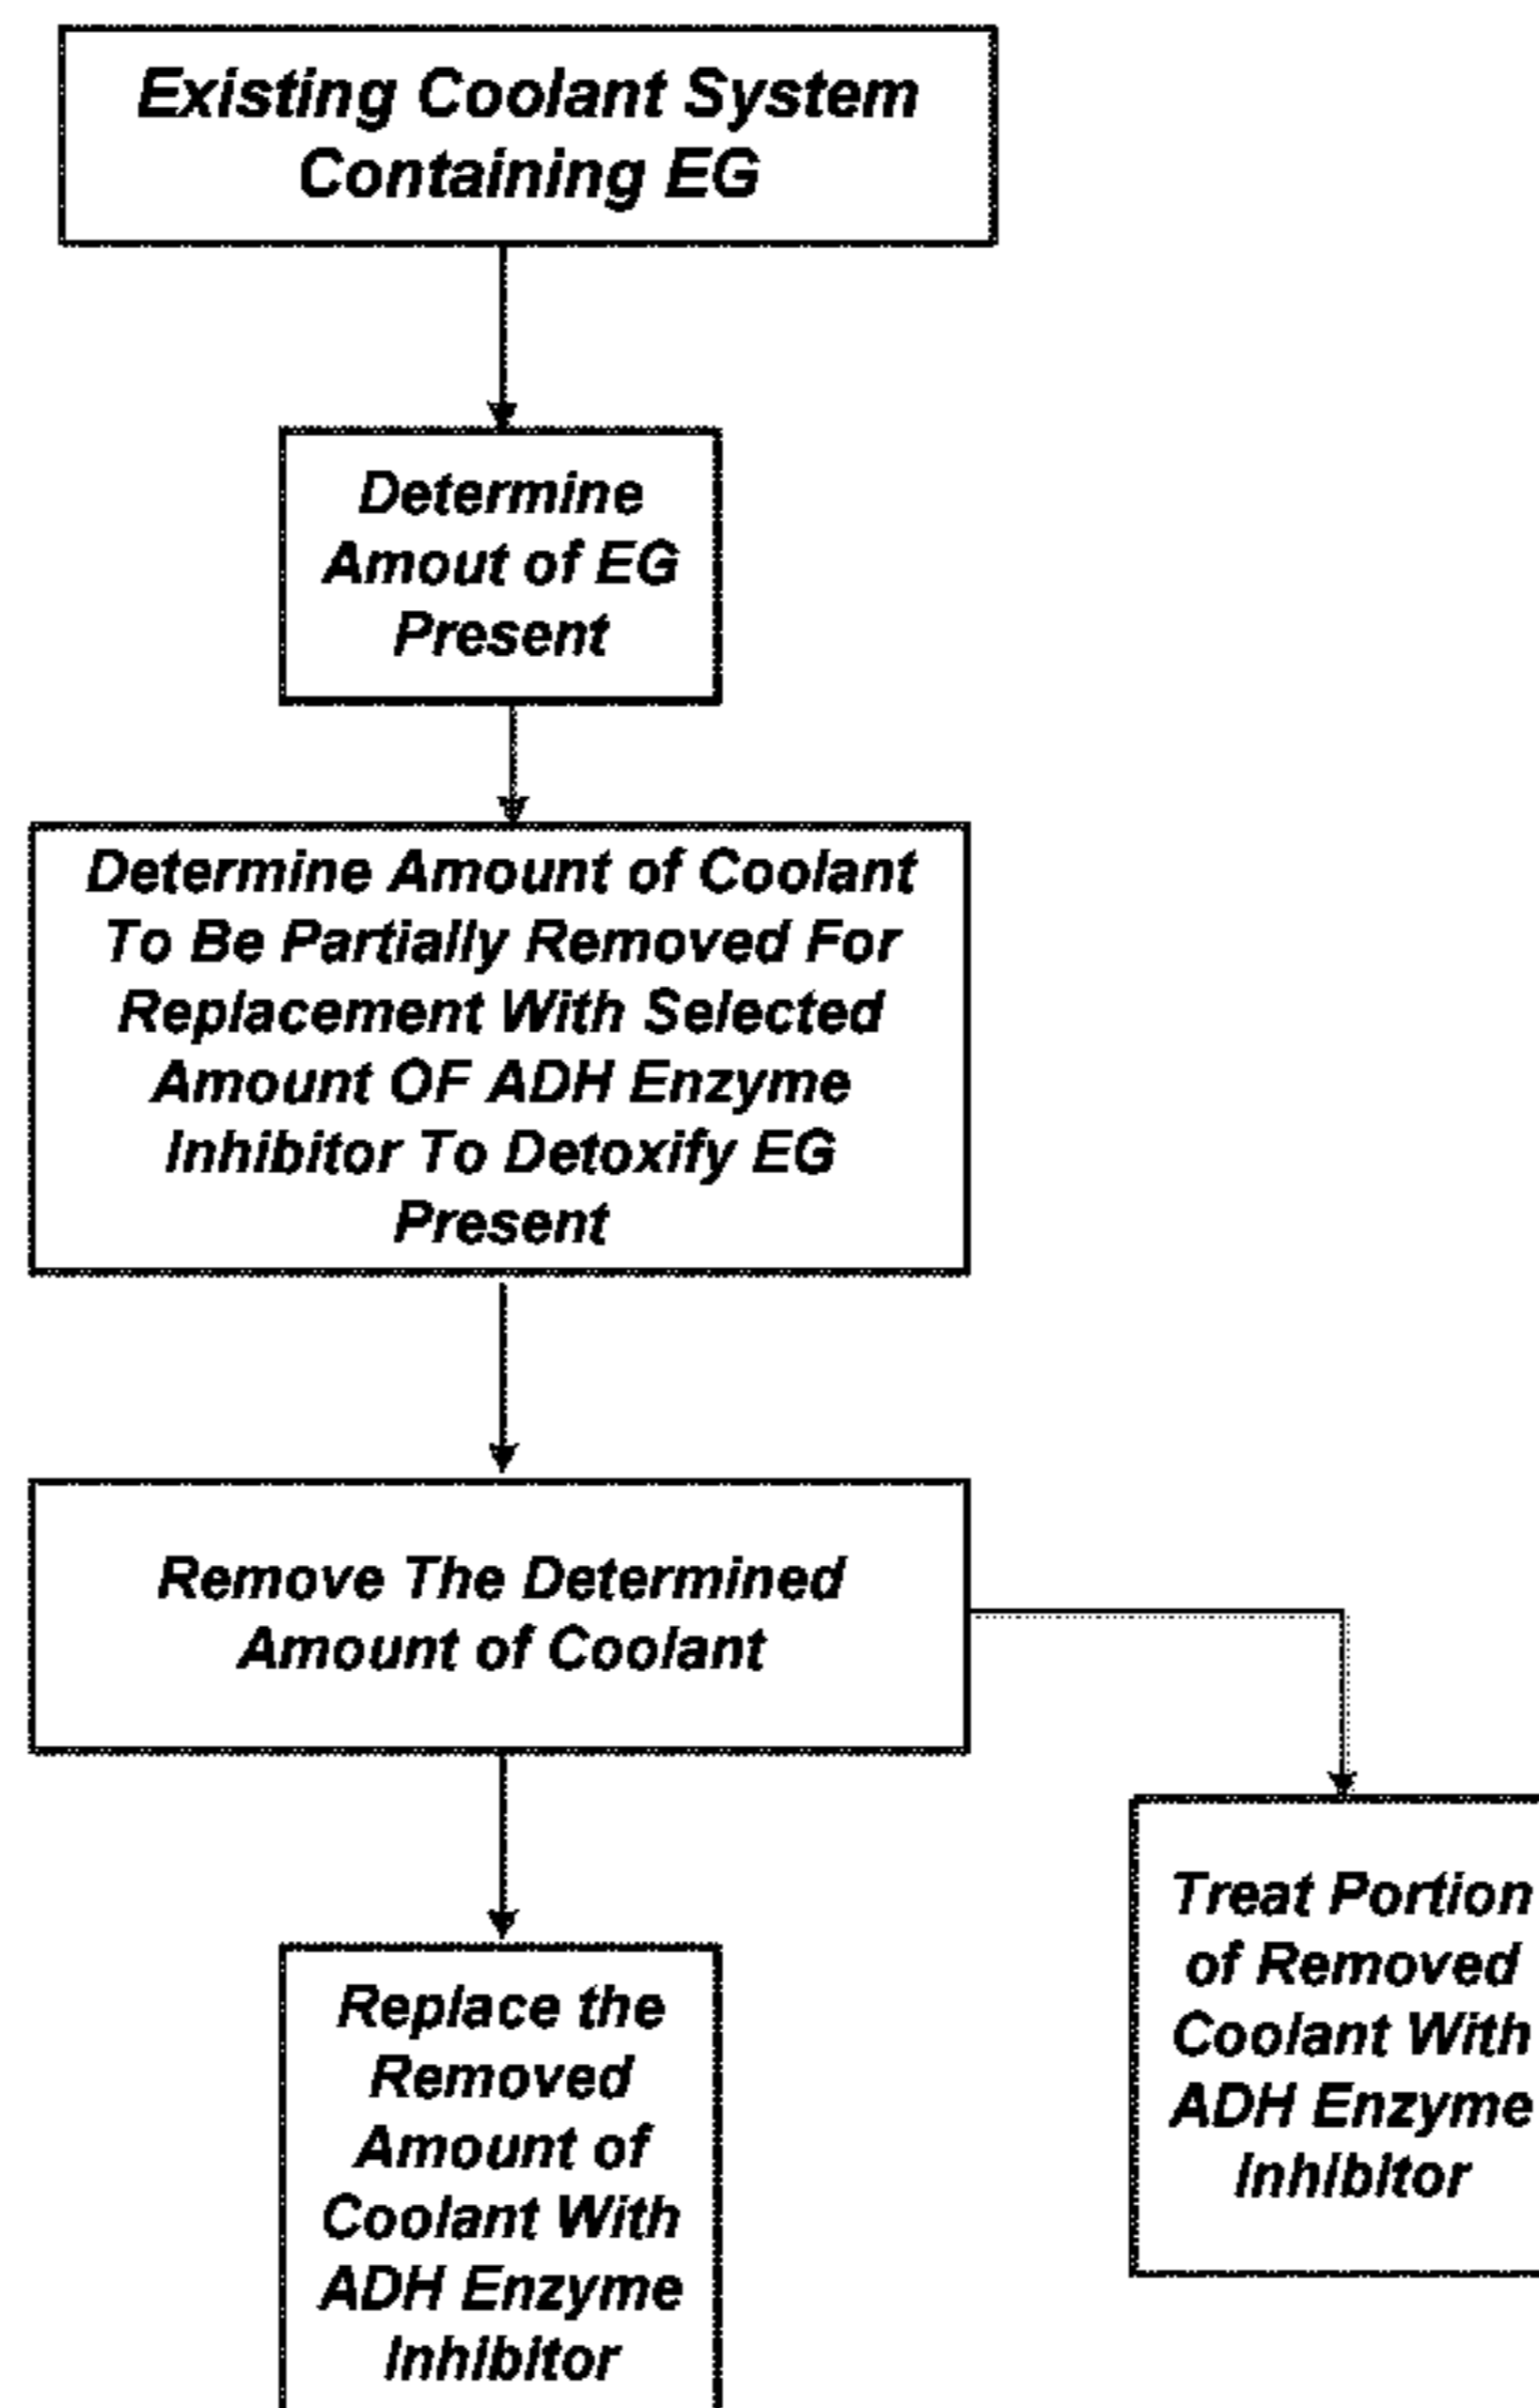 Existing Coolant System
Containing EG
Determine
Amout of EG
Present
Determine Amount of Coolant
To Be Partially Removed For
Replacement With Selected
Amount OF ADH Enzyme
Inhibitor To Detoxify EG
Present
Remove The Determined
Amount of Coolant
Replace the
Removed
Amount of
Coolant With
ADH Enzyme
Inhibitor
Treat Portion
of Removed
Coolant With
ADH Enzyme
Inhibitor